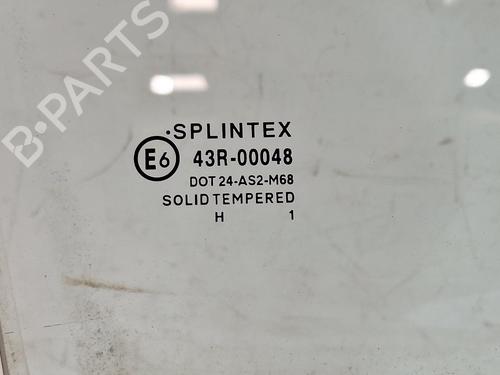 B-PARTS
·SPLINTEX
E6 43R-00048
DOT 24-AS2-M68
SOLID TEMPERED
H 1